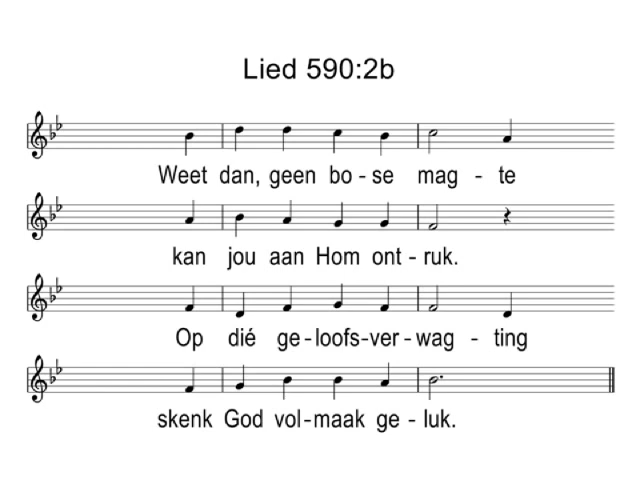 Lied 590:2b
Weet dan, geen bo - se mag - te
kan jou aan Hom ont - ruk.
Op dié ge - loofs - ver - wag - ting
skenk God vol - maak ge - luk.